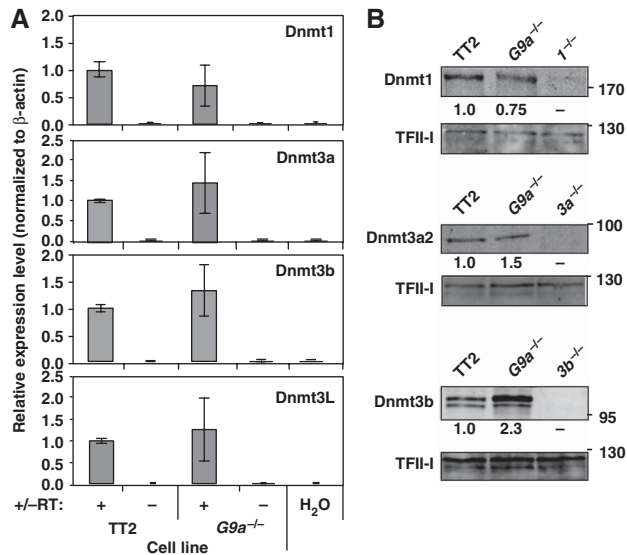 A
Relative expression level (normalized to β-actin)
2.0
1.5
1.0
0.5
0.0
Dnmt1
2.5
2.0
1.5
1.0
0.5
0.0
Dnmt3a
2.0
1.5
1.0
0.5
0.0
Dnmt3b
2.5
2.0
1.5
1.0
0.5
0.0
Dnmt3L
+/–RT: + – + – H₂O
TT2 G9a⁻/⁻
Cell line
B
TT2 G9a⁻/⁻ 1⁻/⁻
Dnmt1
170
1.0 0.75 –
130
TFII-I
TT2 G9a⁻/⁻ 3a⁻/⁻
100
Dnmt3a2
1.0 1.5 –
130
TFII-I
TT2 G9a⁻/⁻ 3b⁻/⁻
Dnmt3b
95
1.0 2.3 –
130
TFII-I